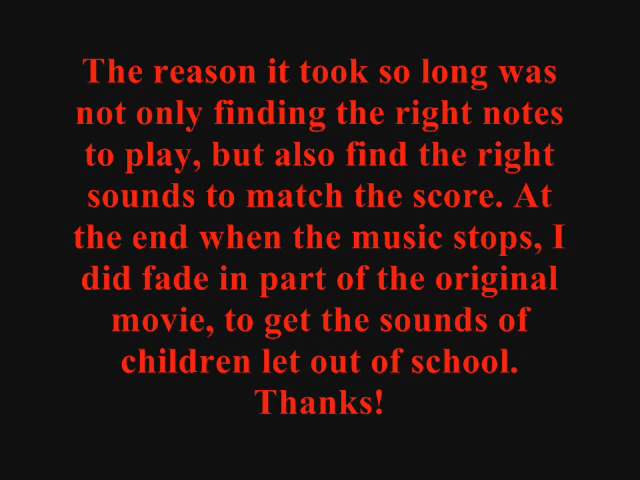 The reason it took so long was
not only finding the right notes
to play, but also find the right
sounds to match the score. At
the end when the music stops, I
did fade in part of the original
movie, to get the sounds of
children let out of school.
Thanks!